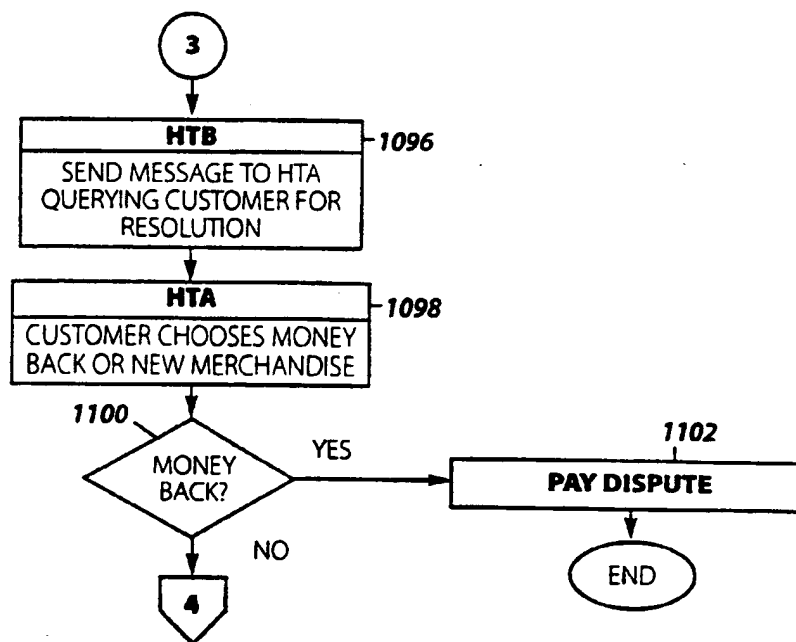 3
HTB
1096
SEND MESSAGE TO HTA
QUERYING CUSTOMER FOR
RESOLUTION
HTA
1098
CUSTOMER CHOOSES MONEY
BACK OR NEW MERCHANDISE
1100
MONEY
BACK?
YES
1102
PAY DISPUTE
NO
END
4